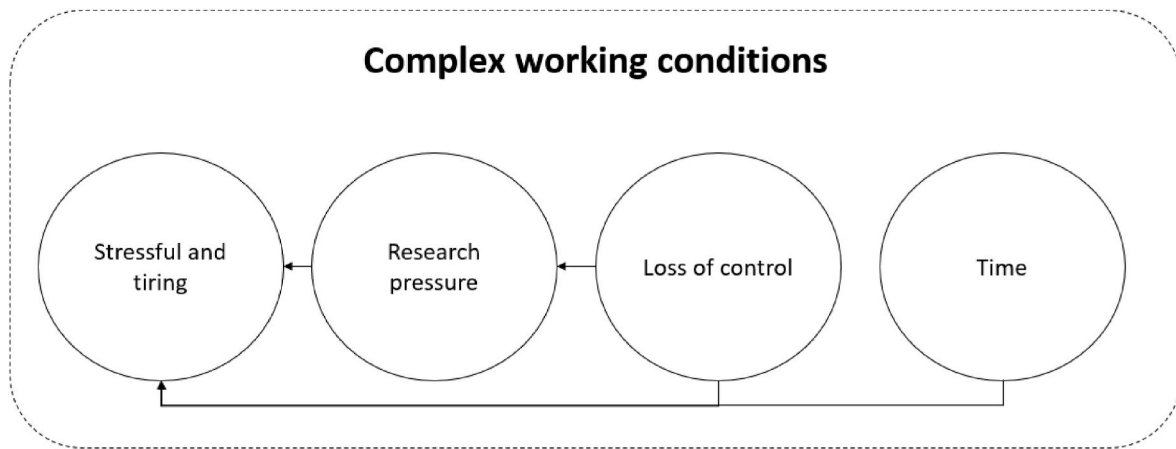 Complex working conditions
Stressful and
tiring
Research
pressure
Loss of control
Time